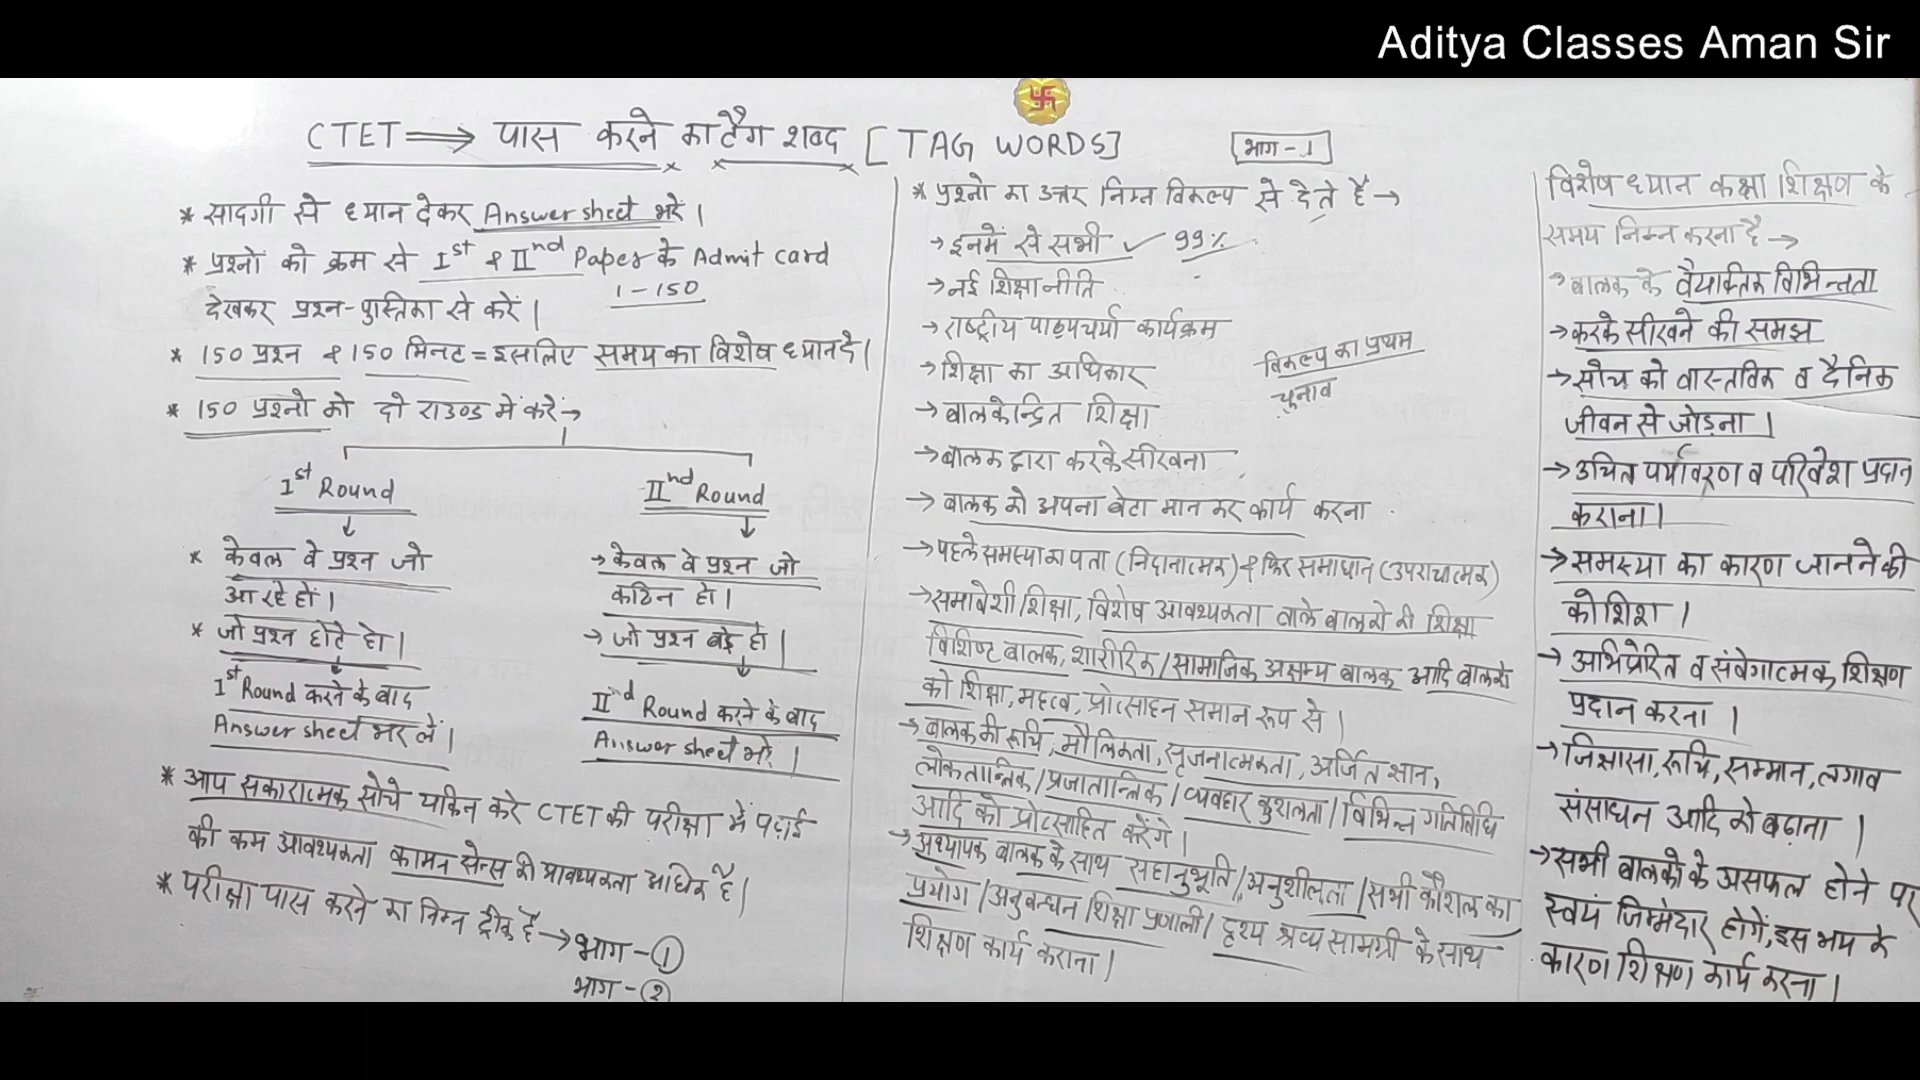 Aditya Classes Aman Sir
CTET ⟹ पास करने का टैग शब्द [TAG WORDS]
भाग-1
* सादगी से ध्यान देकर Answer sheet भरें।
* प्रश्नों को क्रम से Ist & IInd Paper के Admit card
1-150
देखकर प्रश्न-पुस्तिका से करें।
* 150 प्रश्न & 150 मिनट = इसलिए समय का विशेष ध्यान दे।
* 150 प्रश्नो को दो राउण्ड में करें→
Ist Round
* केवल वे प्रश्न जो
आ रहे हों।
* जो प्रश्न छोटे हो।
Ist Round करने के बाद
Answer sheet भर लें।
IInd Round
→ केवल वे प्रश्न जो
कठिन हो।
→ जो प्रश्न बड़े हो।
IInd Round करने के बाद
Answer sheet भरे।
* आप सकारात्मक सोचे यकिन करे CTET की परीक्षा में पढ़ाई
की कम आवश्यकता कामन सेन्स की आवश्यकता अधिक है।
* परीक्षा पास करने का निम्न ट्रीक है → भाग-①
भाग-②
* प्रश्नो का उत्तर निम्न विकल्प से देते हैं →
→ इनमें से सभी ✓ 99%
→ नई शिक्षा नीति
→ राष्ट्रीय पाठ्यचर्या कार्यक्रम
→ शिक्षा का अधिकार
विकल्प का प्रथम
चुनाव
→ बालकेन्द्रित शिक्षा
→ बालक द्वारा करके सीखना
→ बालक को अपना बेटा मान कर कार्य करना
→ पहले समस्या का पता (निदानात्मक) & फिर समाधान (उपराचात्मक)
→ समावेशी शिक्षा, विशेष आवश्यकता वाले बालको की शिक्षा
विशिष्ट बालक, शारीरिक/सामाजिक अक्षम्य बालक आदि बालको
को शिक्षा, महत्व, प्रोत्साहन समान रूप से।
→ बालक की रूचि, मौलिकता, सृजनात्मकता, अर्जित ज्ञान,
लोकतान्त्रिक/प्रजातान्त्रिक/व्यवहार कुशलता/विभिन्न गतिविधि
आदि को प्रोत्साहित करेंगे।
→ अध्यापक बालक के साथ सहानुभूति/अनुशीलता/सभी कौशल का
प्रयोग/अनुबन्धन/शिक्षा प्रणाली/दृश्य श्रव्य सामग्री के साथ
शिक्षण कार्य कराना।
विशेष ध्यान कक्षा शिक्षण के
समय निम्न करना है →
→ बालक के वैयाक्तिक विभिन्नता
→ करके सीखने की समझ
→ सोच को वास्तविक व दैनिक
जीवन से जोड़ना।
→ उचित पर्यावरण व परिवेश प्रदान
कराना।
→ समस्या का कारण जानने की
कोशिश।
→ अभिप्रेरित व संवेगात्मक शिक्षण
प्रदान करना।
→ जिज्ञासा, रूचि, सम्मान, लगाव
संसाधन आदि को बढ़ाना।
→ सभी बालको के असफल होने पर
स्वयं जिम्मेदार होगें, इस भय के
कारण शिक्षण कार्य करना।